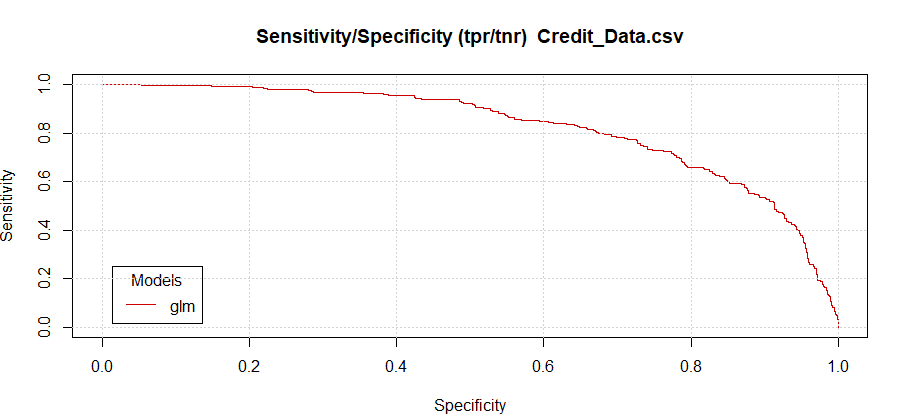 Sensitivity/Specificity (tpr/tnr)  Credit_Data.csv
1.0
0.8
0.6
0.4
0.2
0.0
Sensitivity
Models
glm
0.0 0.2 0.4 0.6 0.8 1.0
Specificity